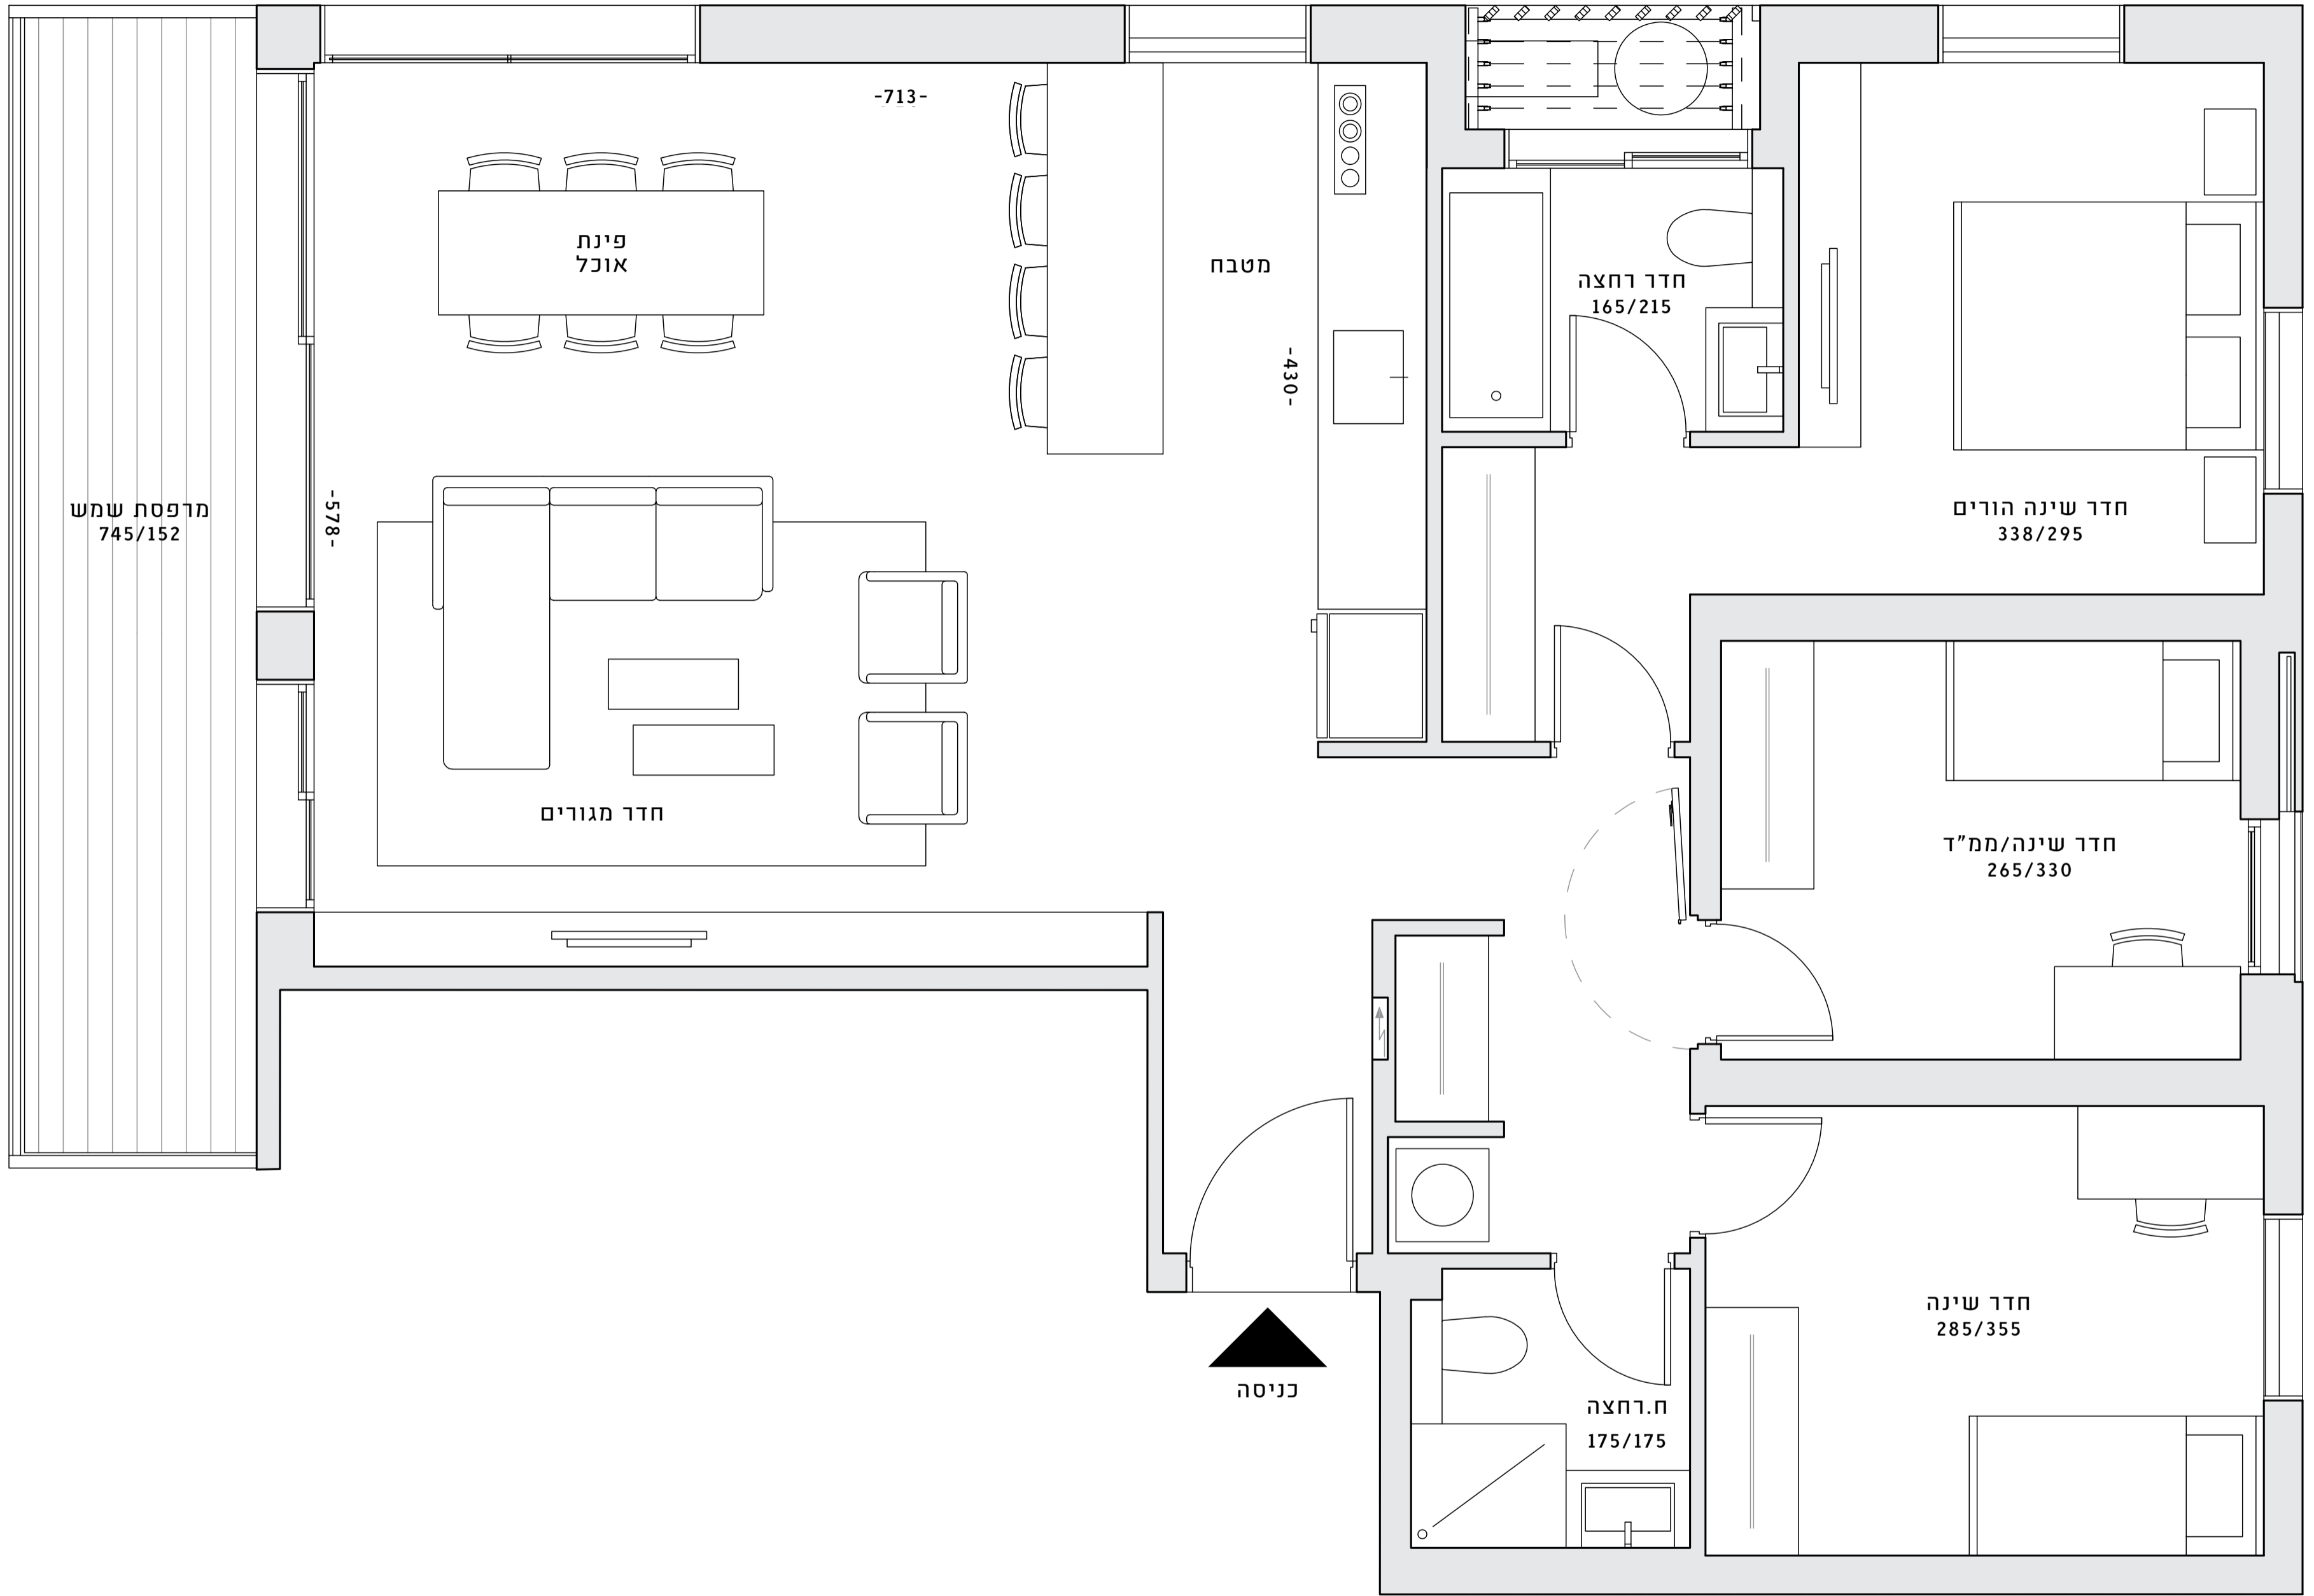 -713-
פינת
אוכל
מטבח
-430-
חדר רחצה
165/215
חדר שינה הורים
338/295
מרפסת שמש
745/152
-578-
חדר מגורים
חדר שינה/ממ"ד
265/330
חדר שינה
285/355
כניסה
ח.רחצה
175/175